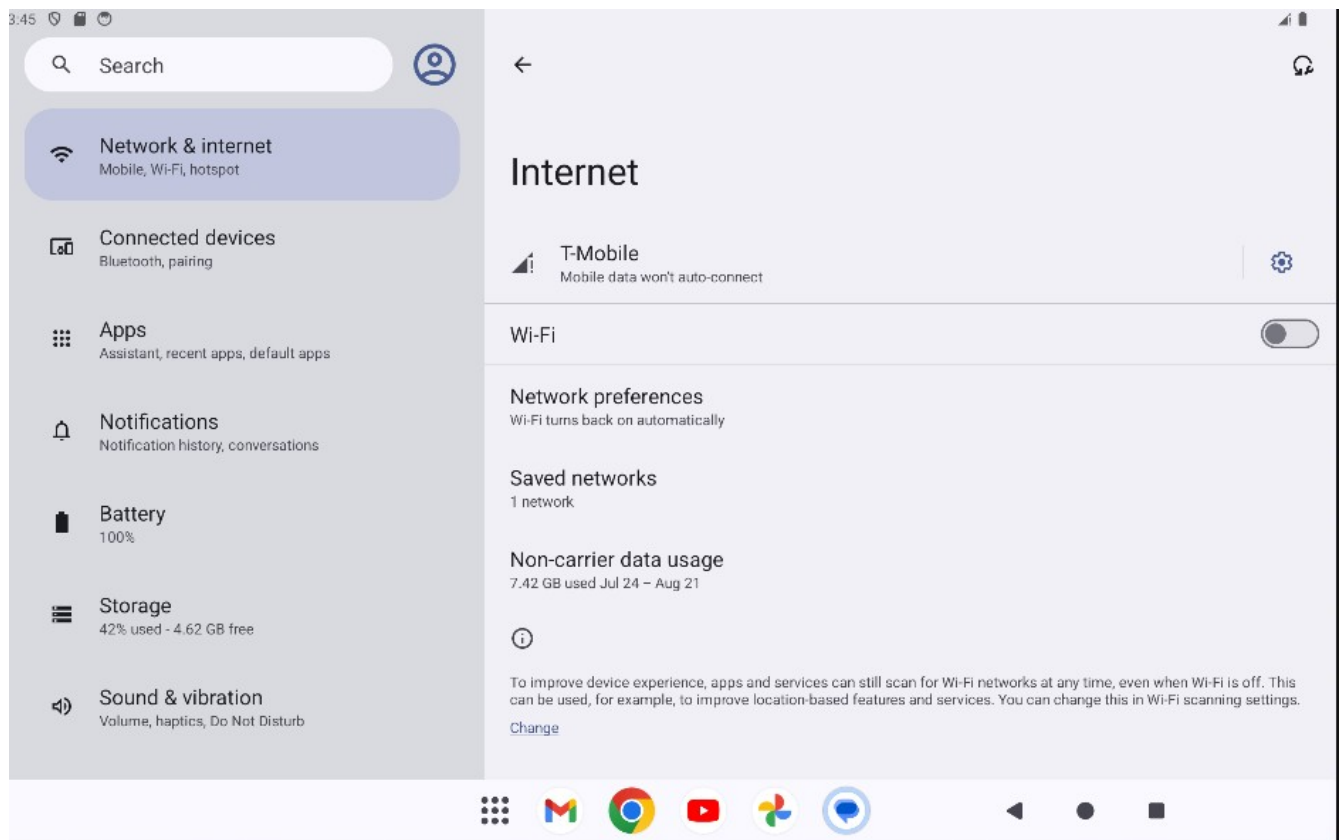 3:45
Search
Network & internet
Mobile, Wi-Fi, hotspot
Connected devices
Bluetooth, pairing
Apps
Assistant, recent apps, default apps
Notifications
Notification history, conversations
Battery
100%
Storage
42% used - 4.62 GB free
Sound & vibration
Volume, haptics, Do Not Disturb
Internet
T-Mobile
Mobile data won't auto-connect
Wi-Fi
Network preferences
Wi-Fi turns back on automatically
Saved networks
1 network
Non-carrier data usage
7.42 GB used Jul 24 – Aug 21
To improve device experience, apps and services can still scan for Wi-Fi networks at any time, even when Wi-Fi is off. This
can be used, for example, to improve location-based features and services. You can change this in Wi-Fi scanning settings.
Change